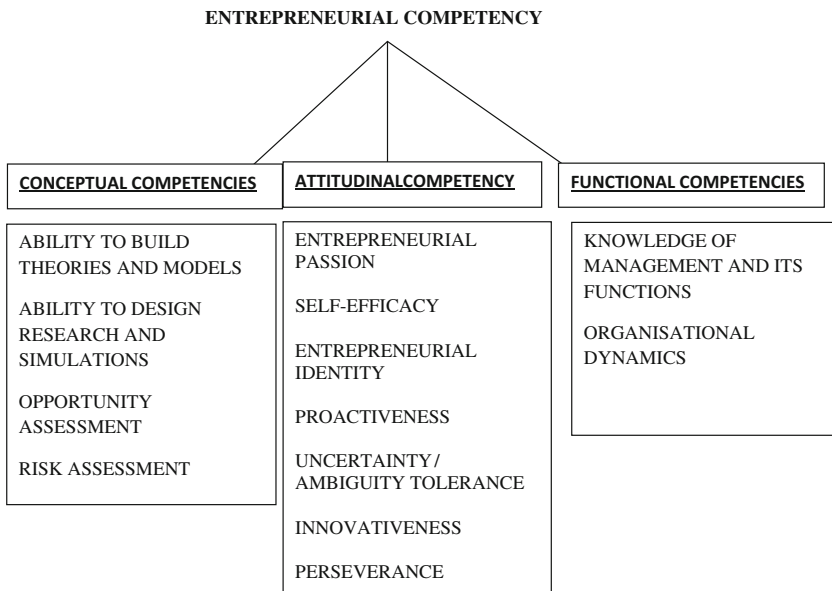 ENTREPRENEURIAL COMPETENCY
CONCEPTUAL COMPETENCIES
ABILITY TO BUILD
THEORIES AND MODELS
ABILITY TO DESIGN
RESEARCH AND
SIMULATIONS
OPPORTUNITY
ASSESSMENT
RISK ASSESSMENT
ATTITUDINALCOMPETENCY
ENTREPRENEURIAL
PASSION
SELF-EFFICACY
ENTREPRENEURIAL
IDENTITY
PROACTIVENESS
UNCERTAINTY/
AMBIGUITY TOLERANCE
INNOVATIVENESS
PERSEVERANCE
FUNCTIONAL COMPETENCIES
KNOWLEDGE OF
MANAGEMENT AND ITS
FUNCTIONS
ORGANISATIONAL
DYNAMICS